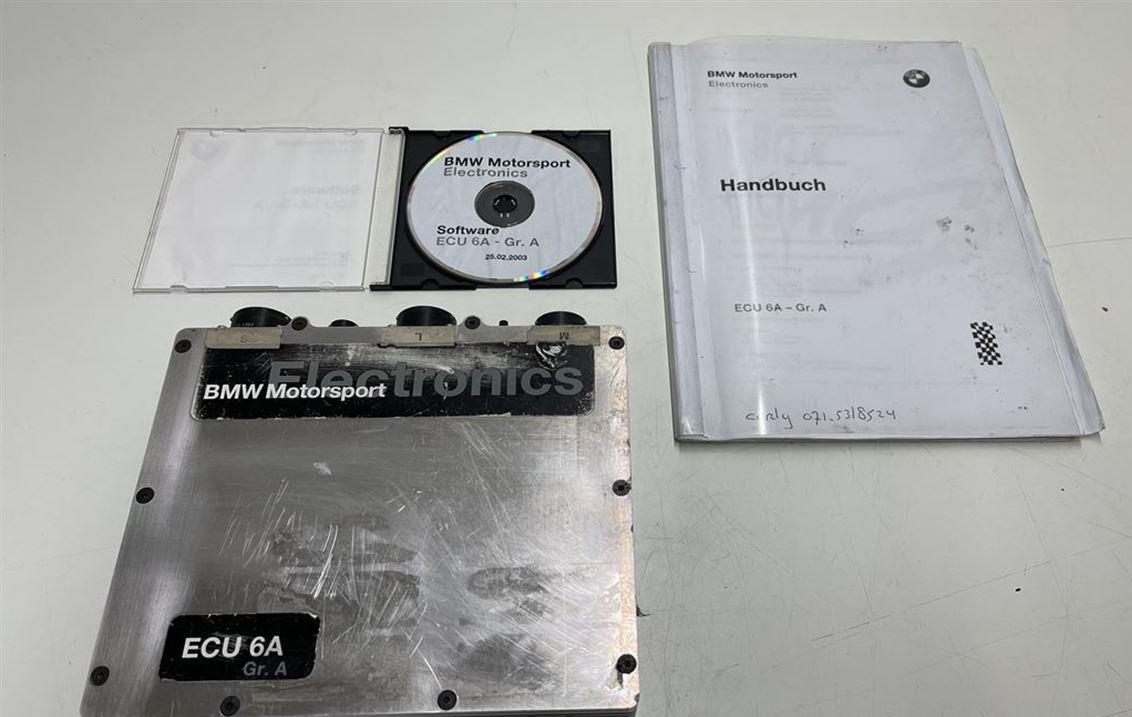 BMW Motorsport
Electronics
Handbuch
ECU 6A – Gr. A
BMW Motorsport
Electronics
Software
ECU 6A - Gr. A
25.02.2003
S
L
M
Electronics
BMW Motorsport
ECU 6A
Gr. A